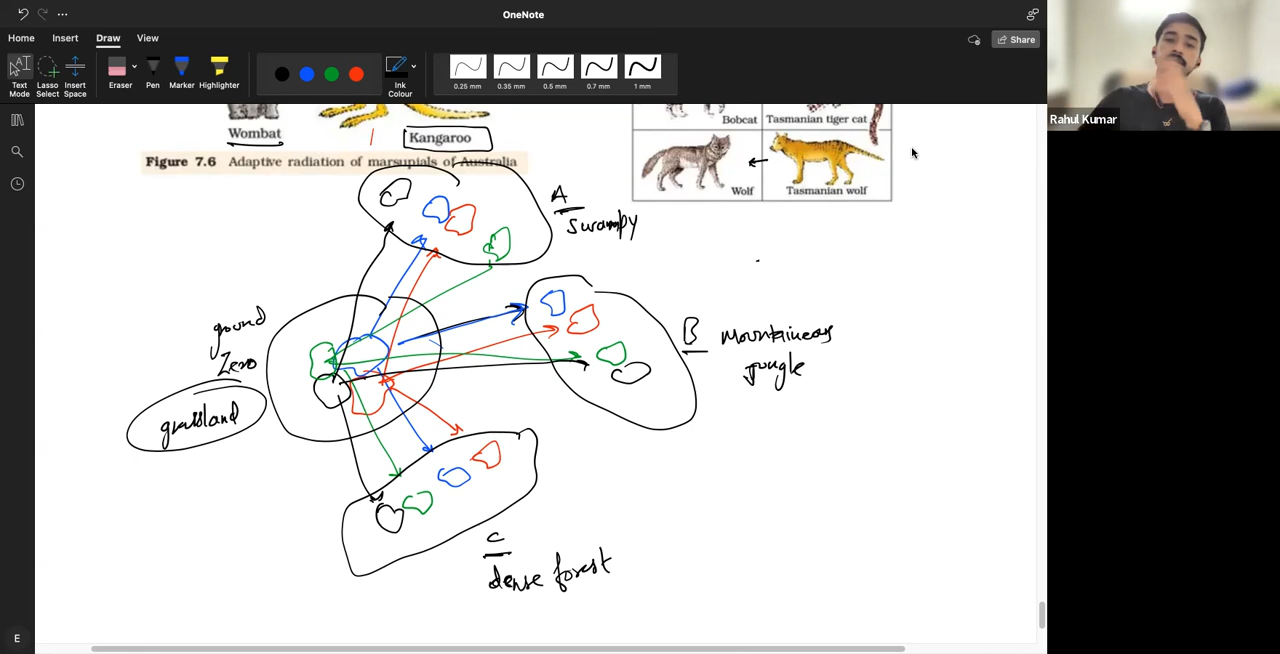 OneNote
Home Insert Draw View
Share
Text Mode
Lasso Select
Insert Space
Eraser
Pen
Marker
Highlighter
Ink Colour
0.25 mm
0.35 mm
0.5 mm
0.7 mm
1 mm
Rahul Kumar
Wombat
Kangaroo
Bobcat
Tasmanian tiger cat
Figure 7.6 Adaptive radiation of marsupials of Australia
Wolf
Tasmanian wolf
A
swampy
ground
Zero
grassland
B mountaineous
jungle
C
dense forest
E